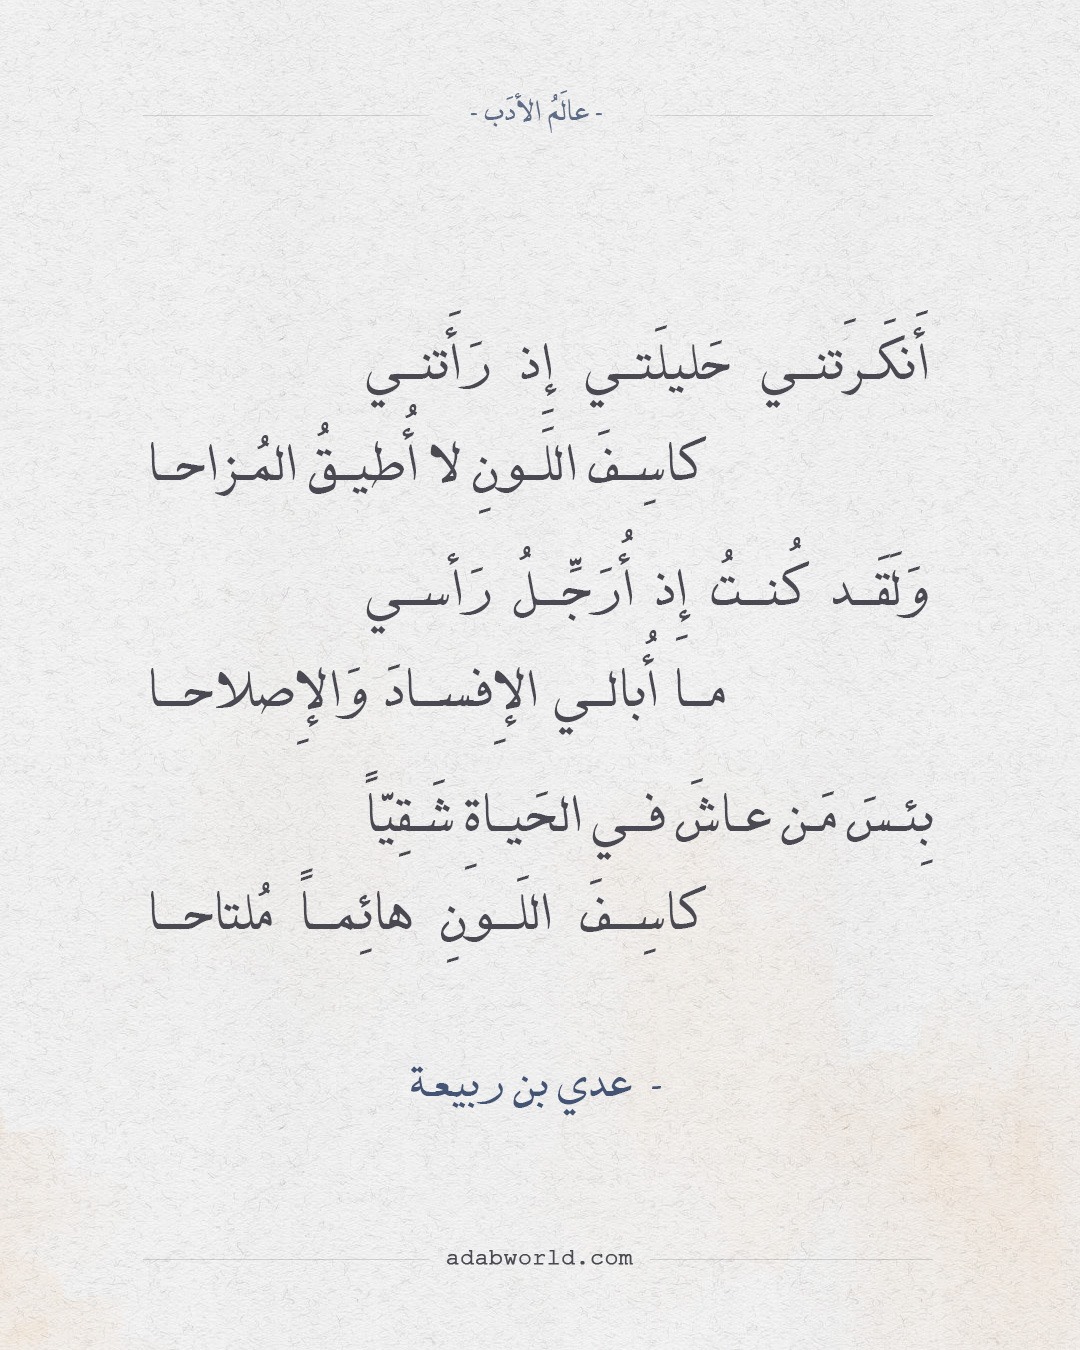 - عالَمُ الأدَب -
أَنكَرَتني حَليلَتي إِذ رَأَتني
كاسِفَ اللَونِ لا أُطيقُ المُزاحا
وَلَقَد كُنتُ إِذ أُرَجِّلُ رَأسي
ما أُبالي الإِفسادَ وَالإِصلاحا
بِئسَ مَن عاشَ في الحَياةِ شَقِيّاً
كاسِفَ اللَونِ هائِماً مُلتاحا
- عدي بن ربيعة
adabworld.com